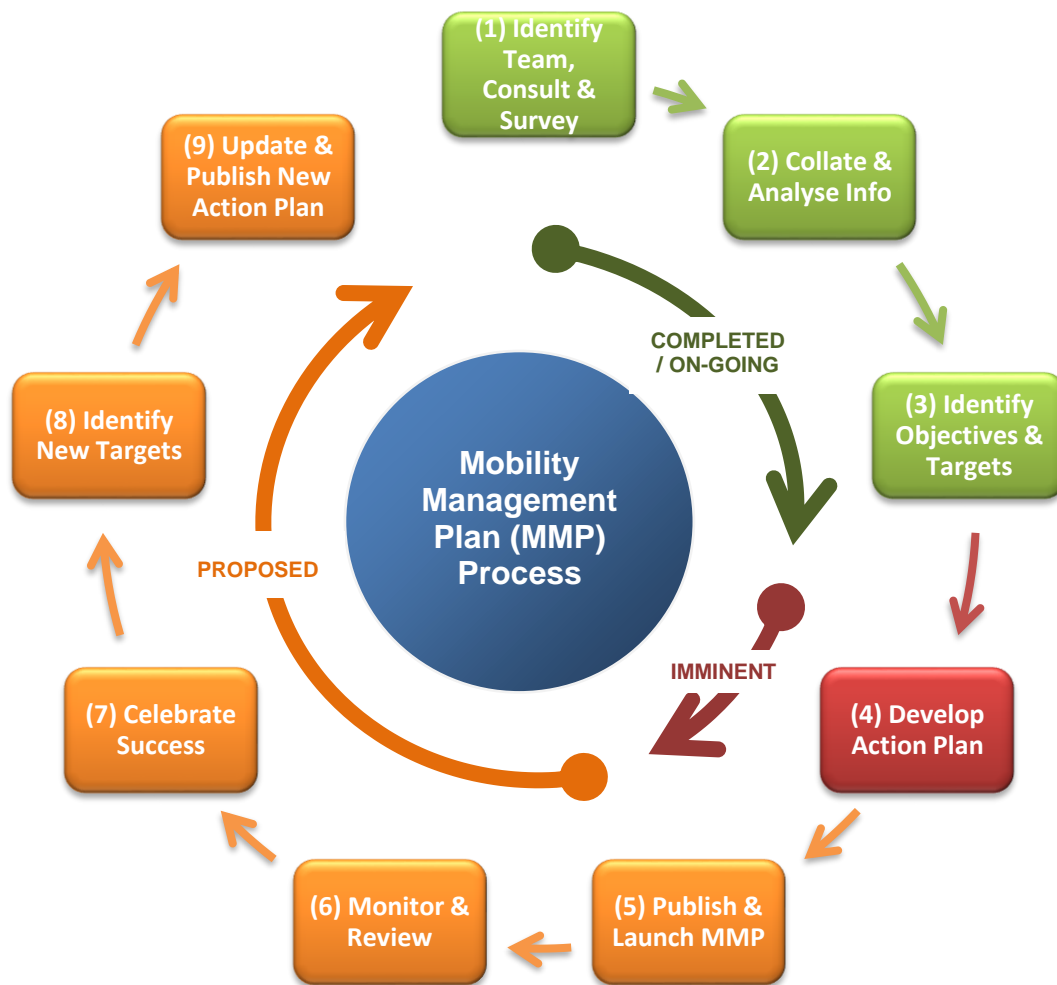 (1) Identify
Team,
Consult &
Survey
(2) Collate &
Analyse Info
(3) Identify
Objectives &
Targets
(4) Develop
Action Plan
(5) Publish &
Launch MMP
(6) Monitor &
Review
(7) Celebrate
Success
(8) Identify
New Targets
(9) Update &
Publish New
Action Plan
COMPLETED
/ ON-GOING
IMMINENT
PROPOSED
Mobility
Management
Plan (MMP)
Process